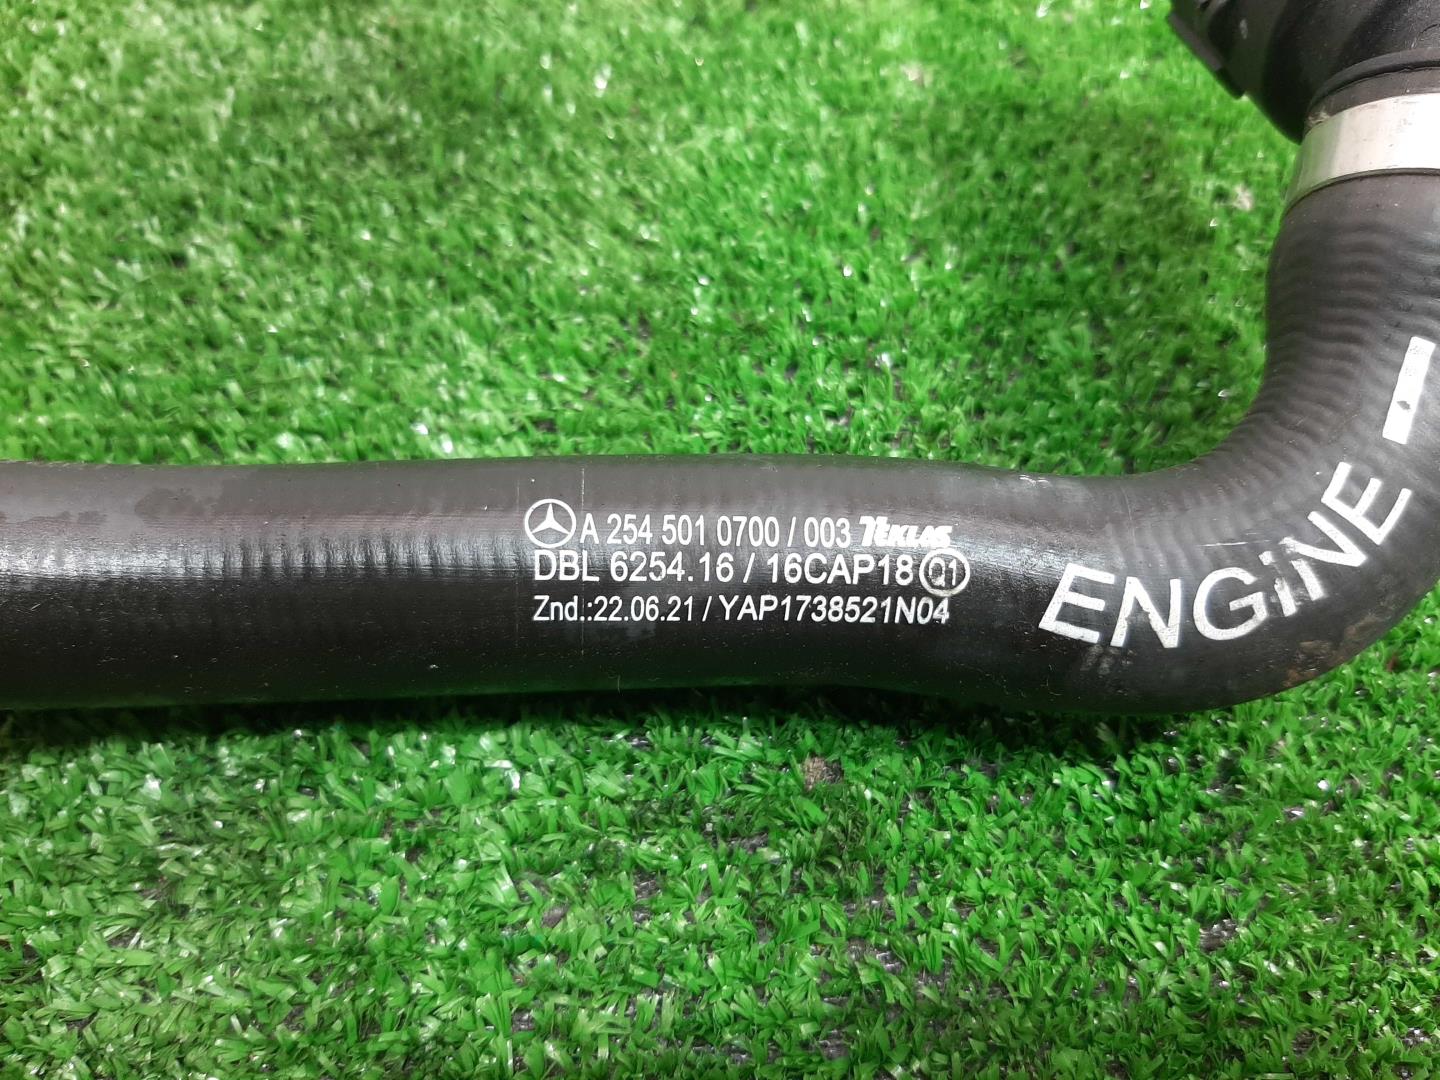 A 254 501 0700 / 003 TEKLAS
DBL 6254.16 / 16CAP18 Q1
Znd.:22.06.21 / YAP1738521N04
ENGiNE